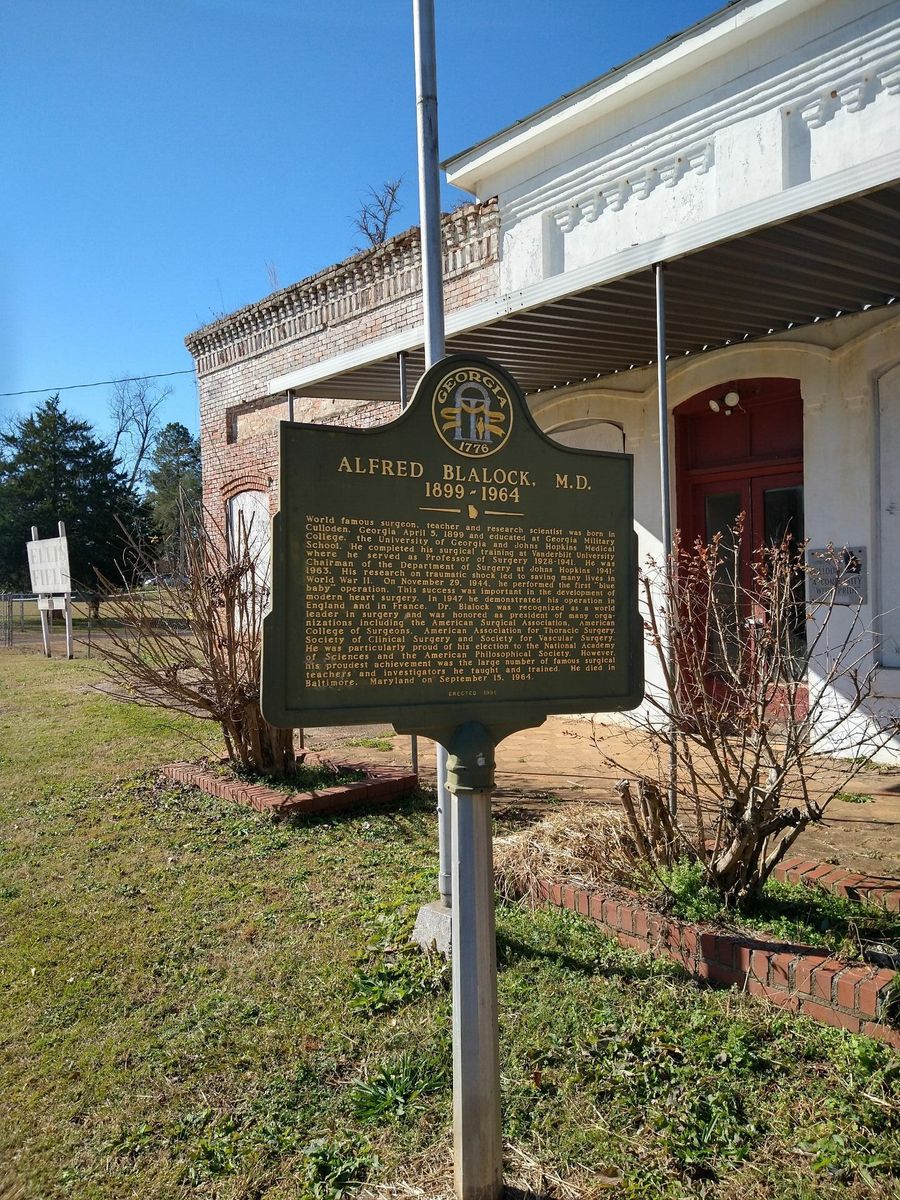 GEORGIA
1776
ALFRED BLALOCK, M.D.
1899-1964
World famous surgeon, teacher and research scientist was born in
Culloden, Georgia April 5, 1899 and educated at Georgia Military
College, the University of Georgia and Johns Hopkins Medical
School. He completed his surgical training at Vanderbilt University
where he served as Professor of Surgery 1928-1941. He was
Chairman of the Department of Surgery at Johns Hopkins 1941-
1963. His research on traumatic shock led to saving many lives in
World War II. On November 29, 1944, he performed the first "blue
baby" operation. This success was important in the development of
modern heart surgery. In 1947 he demonstrated his operation in
England and in France. Dr. Blalock was recognized as a world
leader in surgery and was honored as president of many orga-
nizations including the American Surgical Association, American
College of Surgeons, American Association for Thoracic Surgery,
Society of Clinical Surgery and Society for Vascular Surgery.
He was particularly proud of his election to the National Academy
of Sciences and the American Philosophical Society. However
his proudest achievement was the large number of famous surgical
teachers and investigators he taught and trained. He died in
Baltimore, Maryland on September 15, 1964.
ERECTED
A COMMUNITY
WITH PRIDE